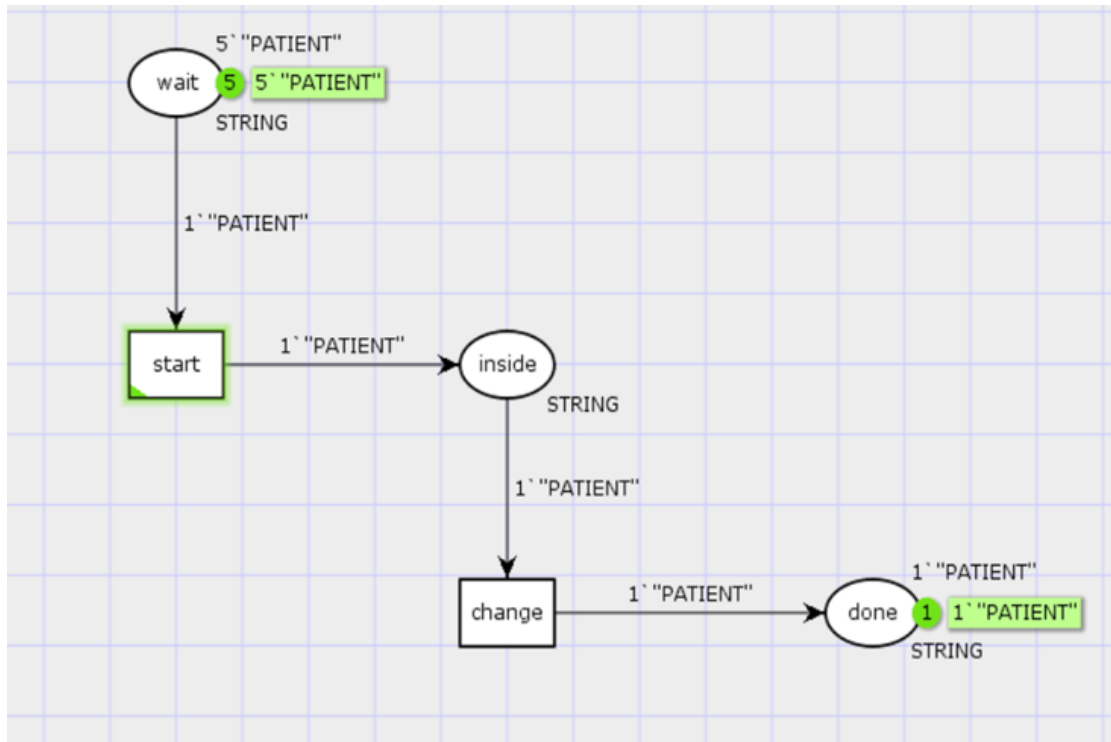 5`"PATIENT"
wait 5 5`"PATIENT"
STRING
1`"PATIENT"
start 1`"PATIENT" inside
STRING
1`"PATIENT"
change 1`"PATIENT" done
1`"PATIENT"
1 1`"PATIENT"
STRING